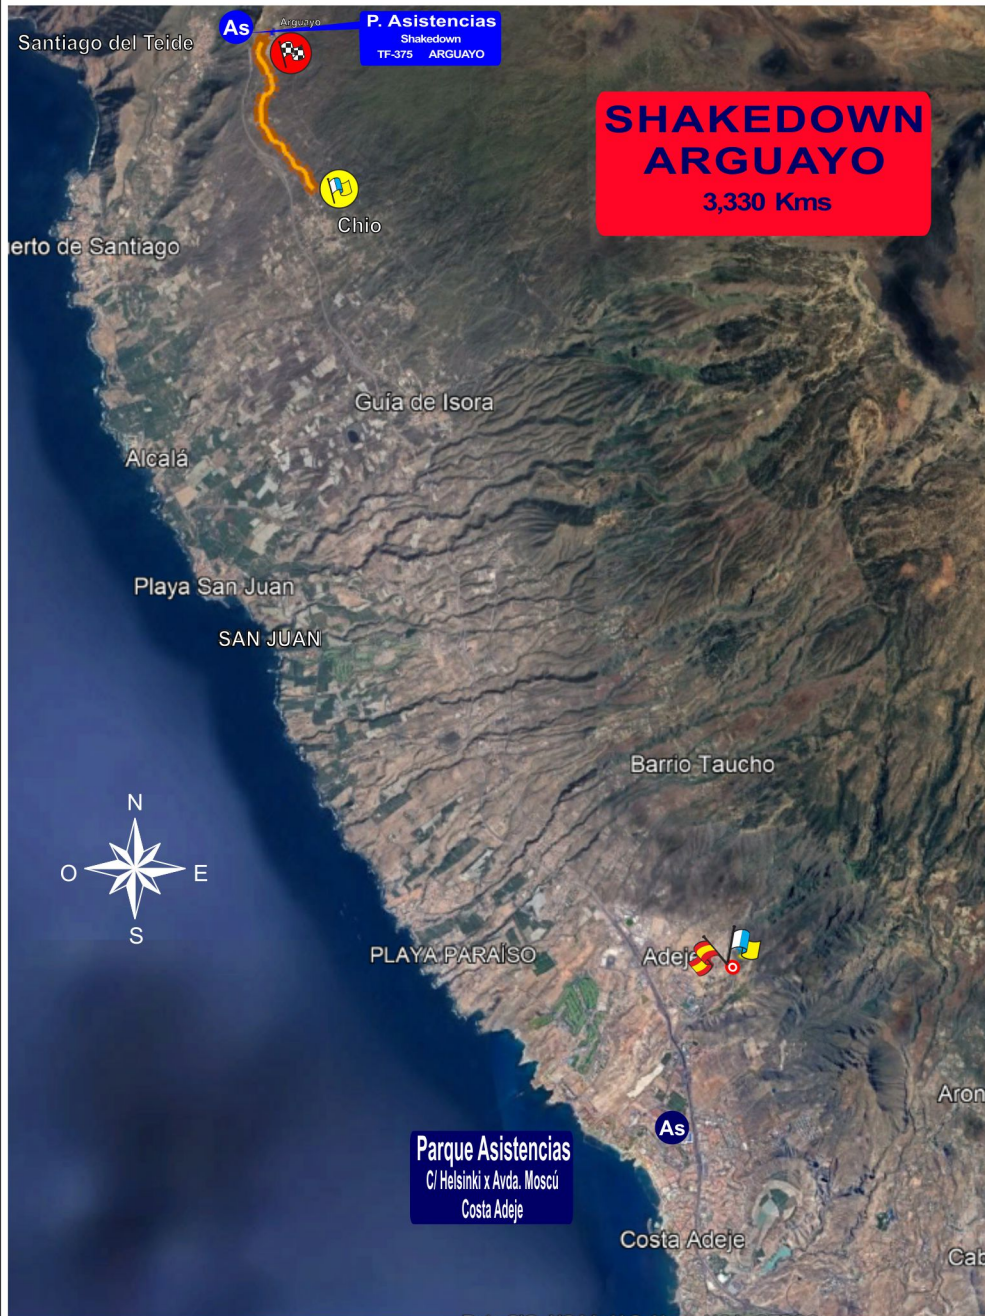 As
Arguayo
P. Asistencias
Shakedown
TF-375 ARGUAYO
Santiago del Teide
SHAKEDOWN
ARGUAYO
3,330 Kms
Chio
erto de Santiago
Guía de Isora
Alcalá
Playa San Juan
SAN JUAN
Barrio Taucho
N
O E
S
PLAYA PARAÍSO
Adeje
Aron
As
Parque Asistencias
C/ Helsinki x Avda. Moscú
Costa Adeje
Costa Adeje
Cab